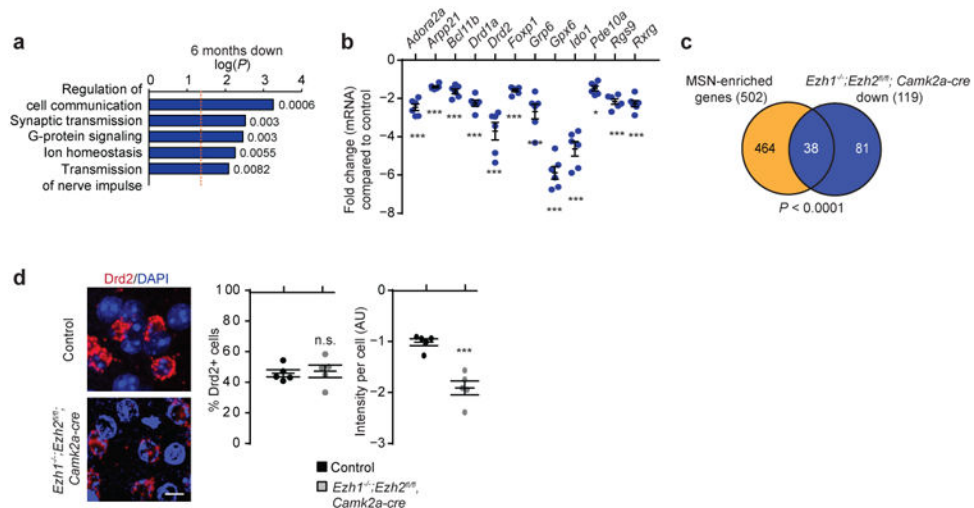 a
6 months down
log(P)
0 1 2 3 4
Regulation of
cell communication
0.0006
Synaptic transmission
0.003
G-protein signaling
0.003
Ion homeostasis
0.0055
Transmission
of nerve impulse
0.0082
b
Adora2a
Arpp21
Bcl11b
Drd1a
Drd2
Foxp1
Grp6
Gpx6
Ido1
Pde10a
Rgs9
Rxrg
Fold change (mRNA)
compared to control
0
−2
−4
−6
−8
***
***
***
***
***
***
***
***
***
*
***
***
c
MSN-enriched
genes (502)
Ezh1-/-;Ezh2fl/fl; Camk2a-cre
down (119)
464 38 81
P < 0.0001
d
Drd2/DAPI
Control
Ezh1-/-;Ezh2fl/fl;
Camk2a-cre
% Drd2+ cells
100
80
60
40
20
0
n.s.
Intensity per cell (AU)
0
−1
−2
−3
***
Control
Ezh1-/-;Ezh2fl/fl,
Camk2a-cre